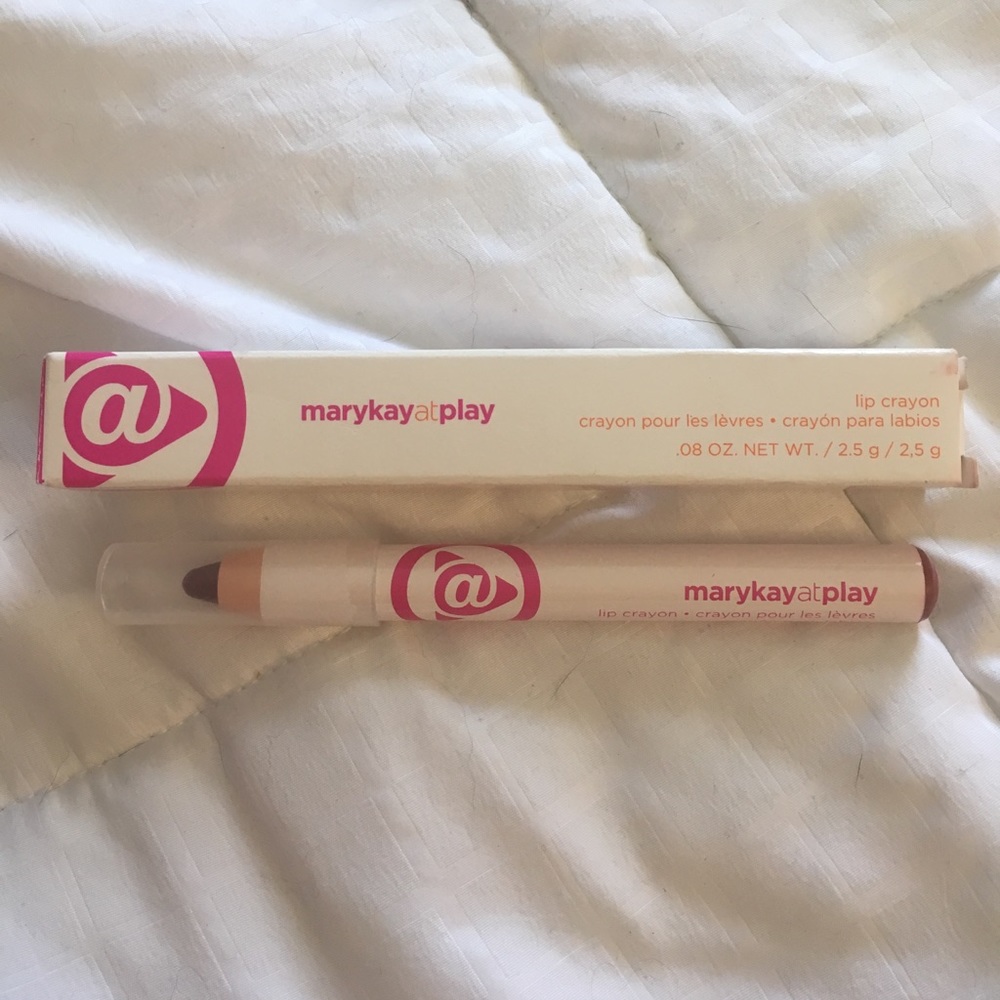 @
marykayatplay
lip crayon
crayon pour les lèvres • crayón para labios
.08 OZ. NET WT. / 2.5 g / 2,5 g
@
marykayatplay
lip crayon • crayon pour les lèvres